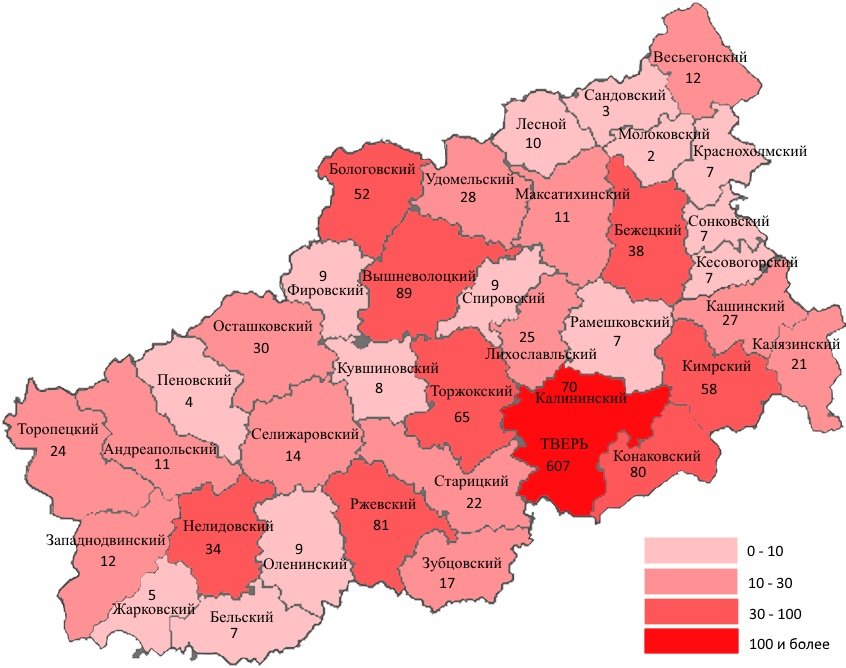 Весьегонский
12
Сандовский
3
Лесной
10
Молоковский
2
Краснохолмский
7
Бологовский
52
Удомельский
28
Максатихинский
11
Бежецкий
38
Сонковский
7
Кесовогорский
7
9
Фировский
Вышневолоцкий
89
9
Спировский
Кашинский
27
Осташковский
30
25
Лихославльский
Рамешковский
7
Калязинский
21
Пеновский
4
Кувшиновский
8
Торжокский
65
70
Калининский
Кимрский
58
Торопецкий
24
Андреапольский
11
Селижаровский
14
ТВЕРЬ
607
Конаковский
80
Старицкий
22
Ржевский
81
Нелидовский
34
Западнодвинский
12
9
Оленинский
Зубцовский
17
5
Жарковский
Бельский
7
0 - 10
10 - 30
30 - 100
100 и более